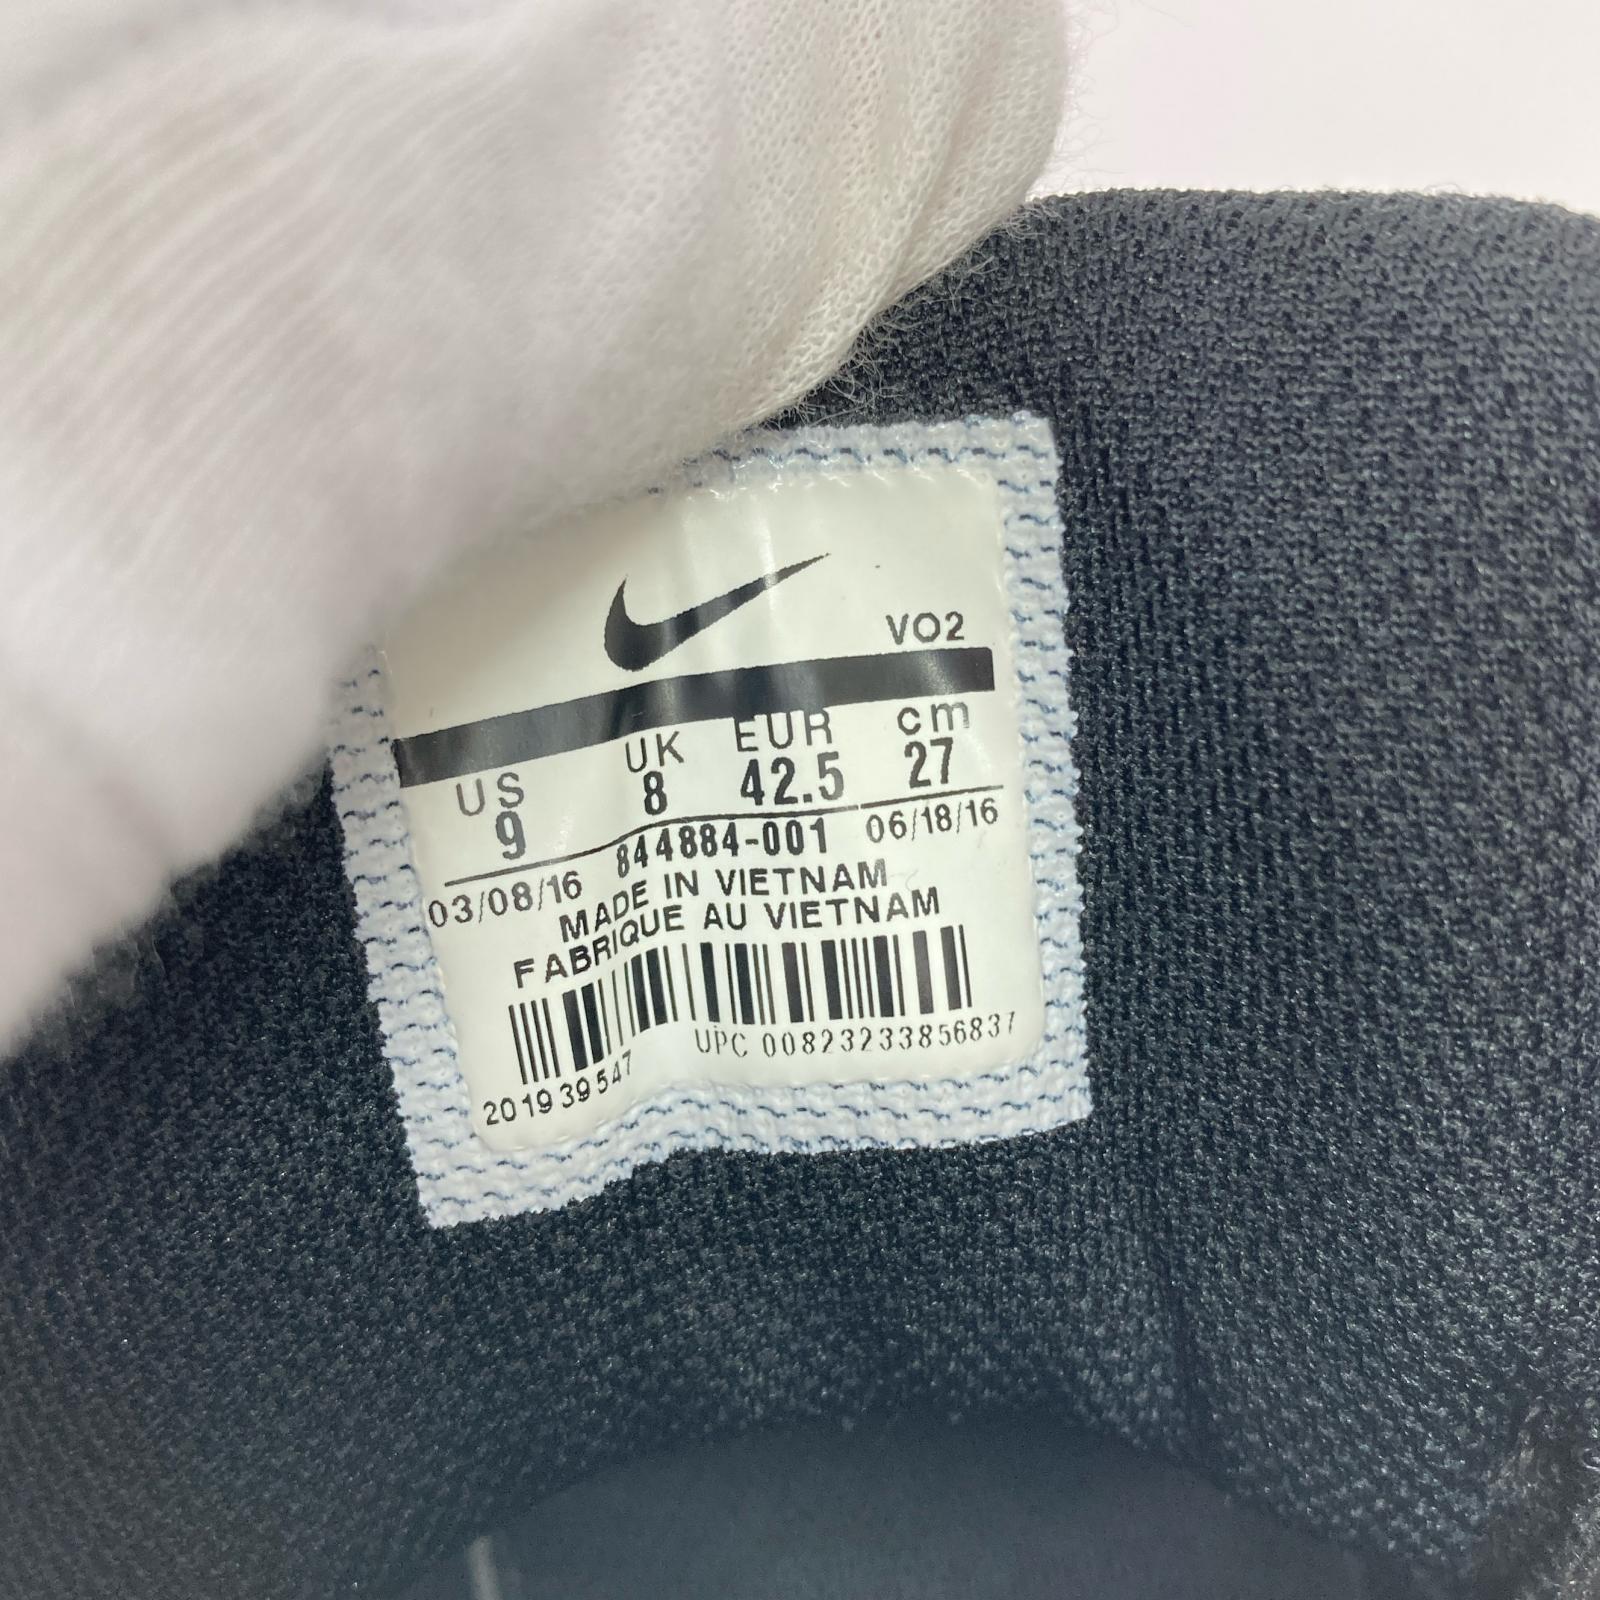 VO2
US UK EUR cm
9 8 42.5 27
03/08/16 844884-001 06/18/16
MADE IN VIETNAM
FABRIQUE AU VIETNAM
UPC 00823233856837
201939547